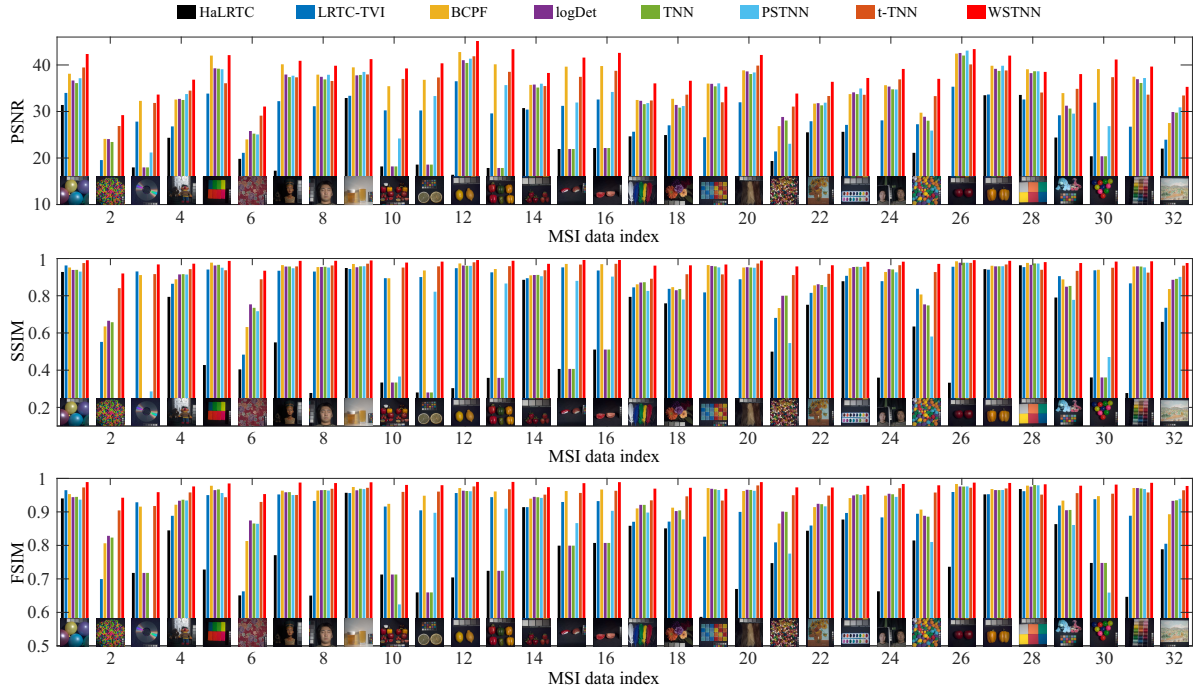 HaLRTC LRTC-TVI BCPF logDet TNN PSTNN t-TNN WSTNN
PSNR
40
30
20
10
2 4 6 8 10 12 14 16 18 20 22 24 26 28 30 32
MSI data index
SSIM
1
0.8
0.6
0.4
0.2
2 4 6 8 10 12 14 16 18 20 22 24 26 28 30 32
MSI data index
FSIM
1
0.9
0.8
0.7
0.6
0.5
2 4 6 8 10 12 14 16 18 20 22 24 26 28 30 32
MSI data index